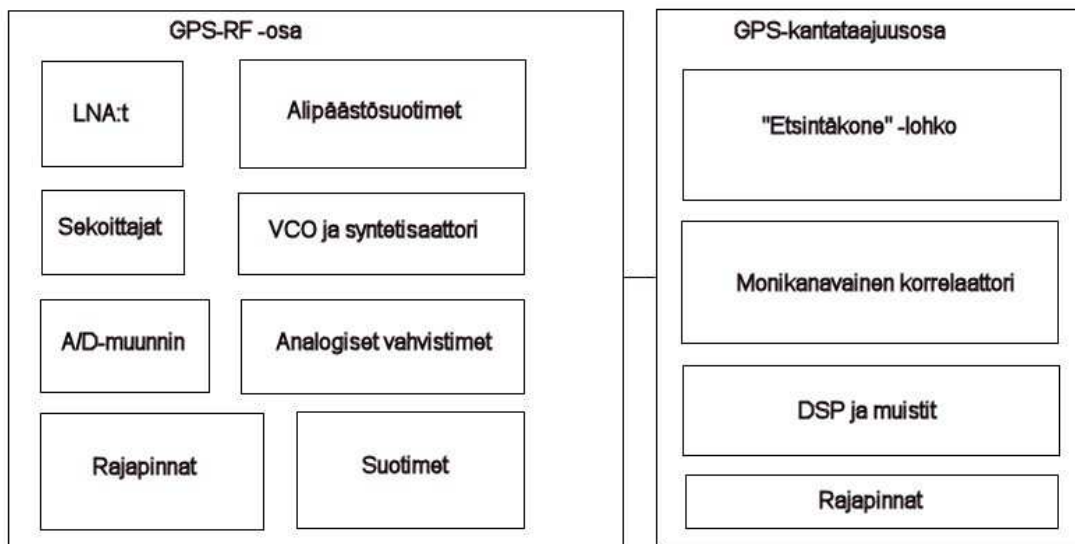 GPS-RF -osa
LNA:t
Alipäästösuotimet
Sekoittajat
VCO ja syntetisaattori
A/D-muunnin
Analogiset vahvistimet
Rajapinnat
Suotimet
GPS-kantataajuusosa
"Etsintäkone" -lohko
Monikanavainen korrelaattori
DSP ja muistit
Rajapinnat